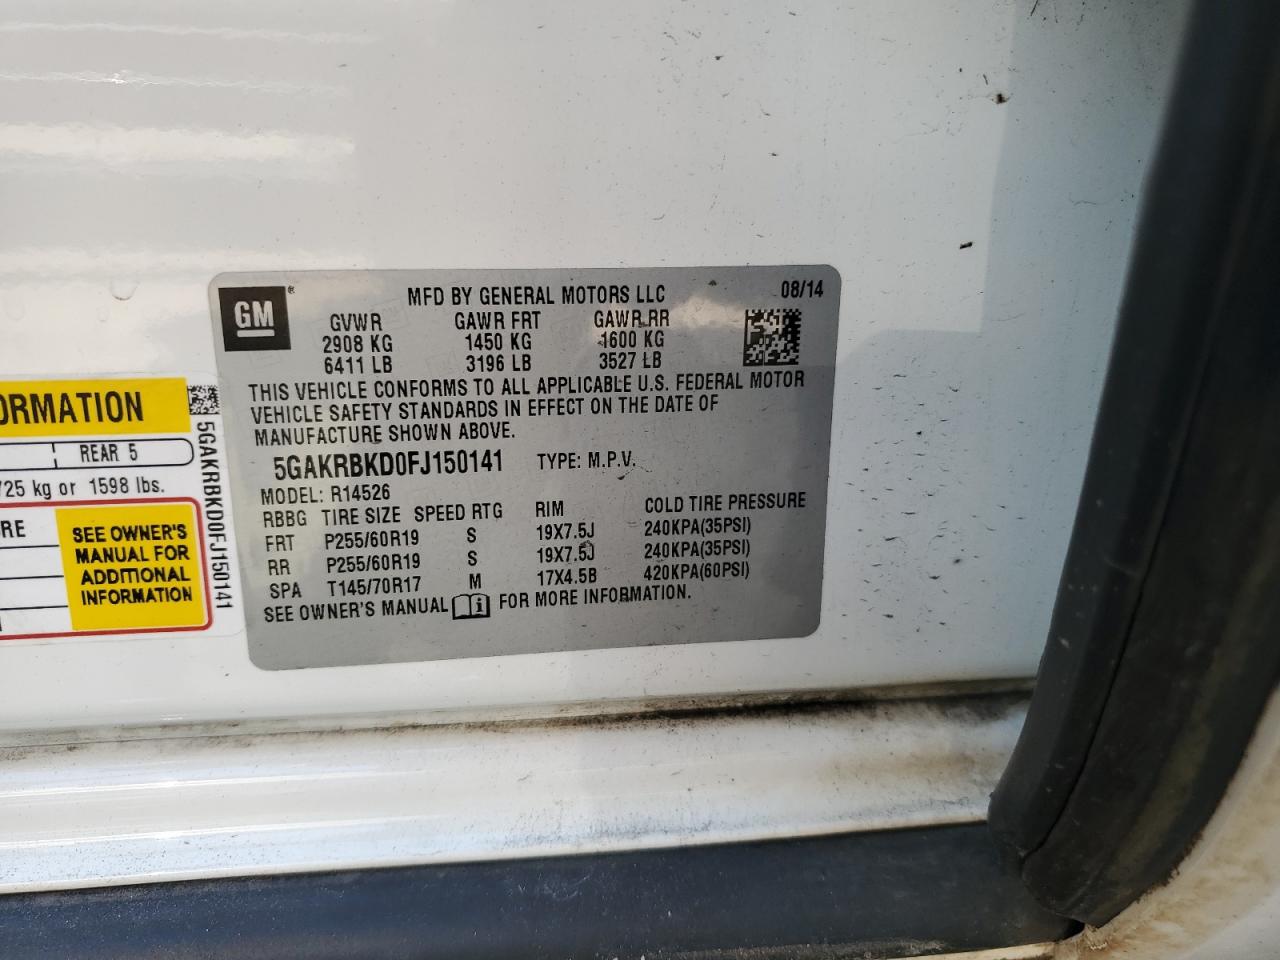 GM
MFD BY GENERAL MOTORS LLC
08/14
GVWR GAWR FRT GAWR RR
2908 KG 1450 KG 1600 KG
6411 LB 3196 LB 3527 LB
THIS VEHICLE CONFORMS TO ALL APPLICABLE U.S. FEDERAL MOTOR
VEHICLE SAFETY STANDARDS IN EFFECT ON THE DATE OF
MANUFACTURE SHOWN ABOVE.
5GAKRBKD0FJ150141 TYPE: M.P.V.
MODEL: R14526
RBBG TIRE SIZE SPEED RTG RIM COLD TIRE PRESSURE
FRT P255/60R19 S 19X7.5J 240KPA(35PSI)
RR P255/60R19 S 19X7.5J 240KPA(35PSI)
SPA T145/70R17 M 17X4.5B 420KPA(60PSI)
SEE OWNER'S MANUAL FOR MORE INFORMATION.
ORMATION
REAR 5
725 kg or 1598 lbs.
RE
SEE OWNER'S
MANUAL FOR
ADDITIONAL
INFORMATION
5GAKRBKD0FJ150141